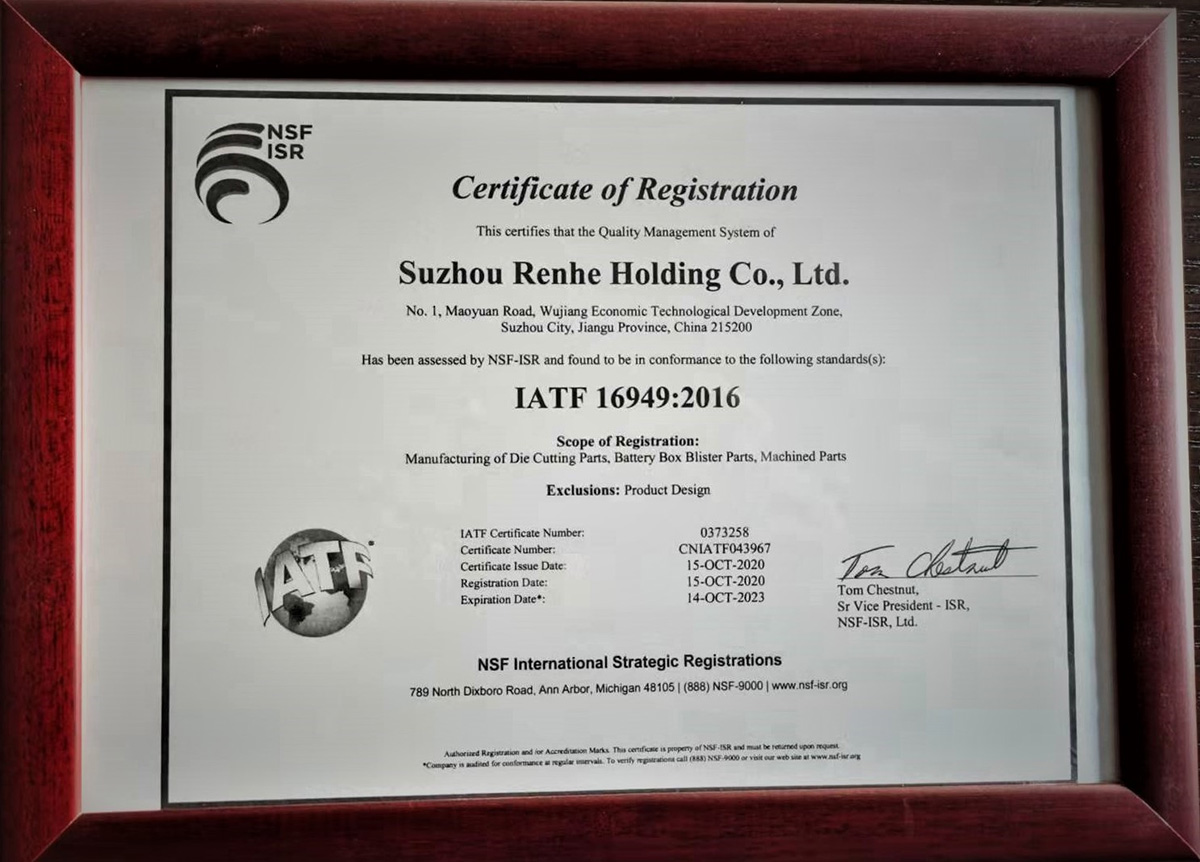 NSF
ISR
Certificate of Registration
This certifies that the Quality Management System of
Suzhou Renhe Holding Co., Ltd.
No. 1, Maoyuan Road, Wujiang Economic Technological Development Zone,
Suzhou City, Jiangu Province, China 215200
Has been assessed by NSF-ISR and found to be in conformance to the following standards(s):
IATF 16949:2016
Scope of Registration:
Manufacturing of Die Cutting Parts, Battery Box Blister Parts, Machined Parts
Exclusions: Product Design
IATF
IATF Certificate Number: 0373258
Certificate Number: CNIATF043967
Certificate Issue Date: 15-OCT-2020
Registration Date: 15-OCT-2020
Expiration Date*: 14-OCT-2023
Tom Chestnut
Tom Chestnut,
Sr Vice President - ISR,
NSF-ISR, Ltd.
NSF International Strategic Registrations
789 North Dixboro Road, Ann Arbor, Michigan 48105 | (888) NSF-9000 | www.nsf-isr.org
Authorized Registration and /or Accreditation Marks. This certificate is property of NSF-ISR and must be returned upon request.
*Company is audited for conformance at regular intervals. To verify registrations call (888) NSF-9000 or visit our web site at www.nsf-isr.org